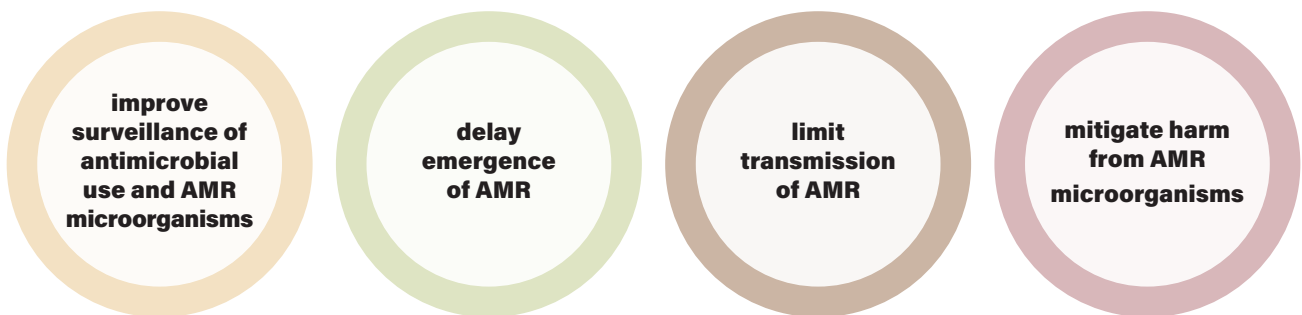 improve
surveillance of
antimicrobial
use and AMR
microorganisms
delay
emergence
of AMR
limit
transmission
of AMR
mitigate harm
from AMR
microorganisms